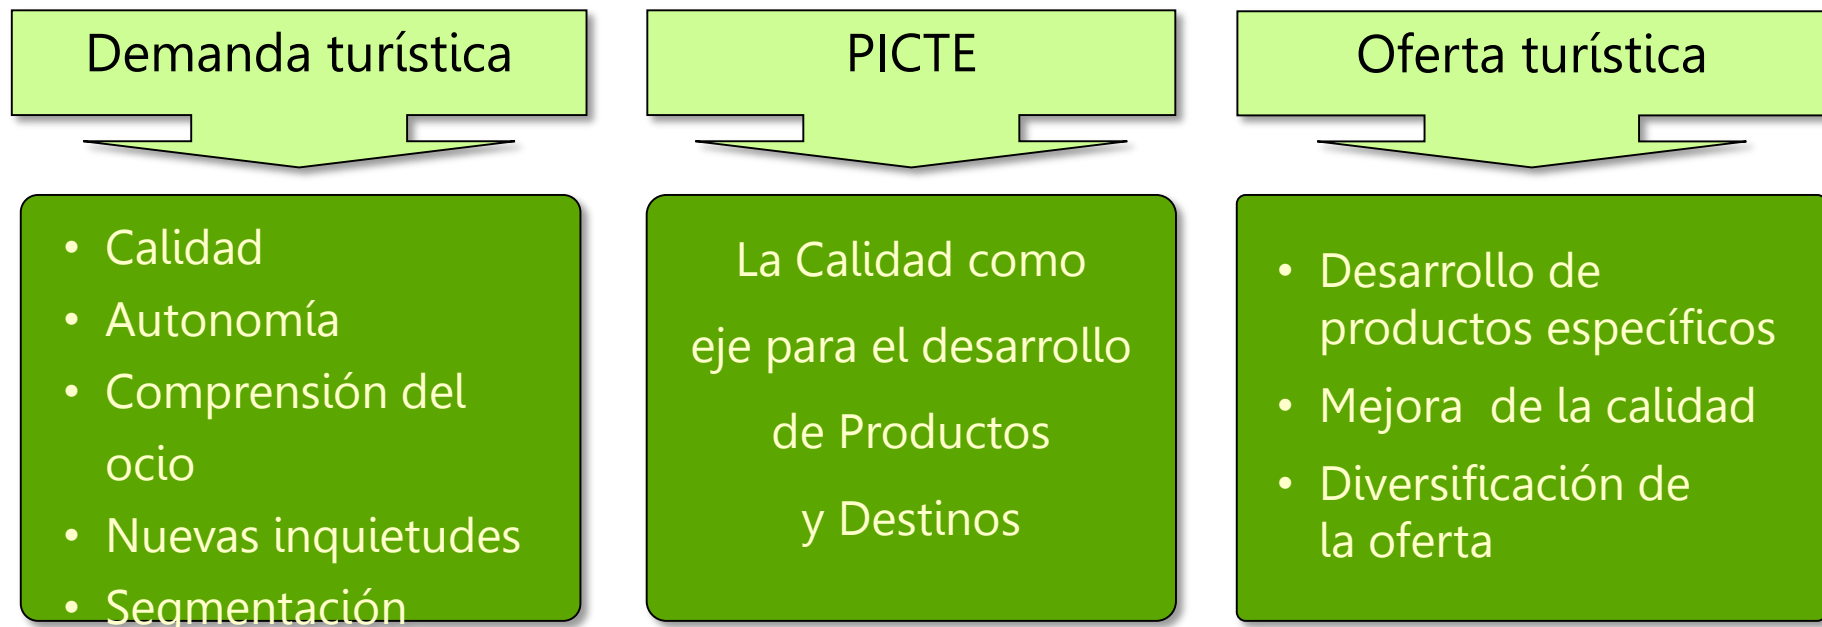 Demanda turística
• Calidad
• Autonomía
• Comprensión del
ocio
• Nuevas inquietudes
• Segmentación
PICTE
La Calidad como
eje para el desarrollo
de Productos
y Destinos
Oferta turística
• Desarrollo de
productos específicos
• Mejora  de la calidad
• Diversificación de
la oferta